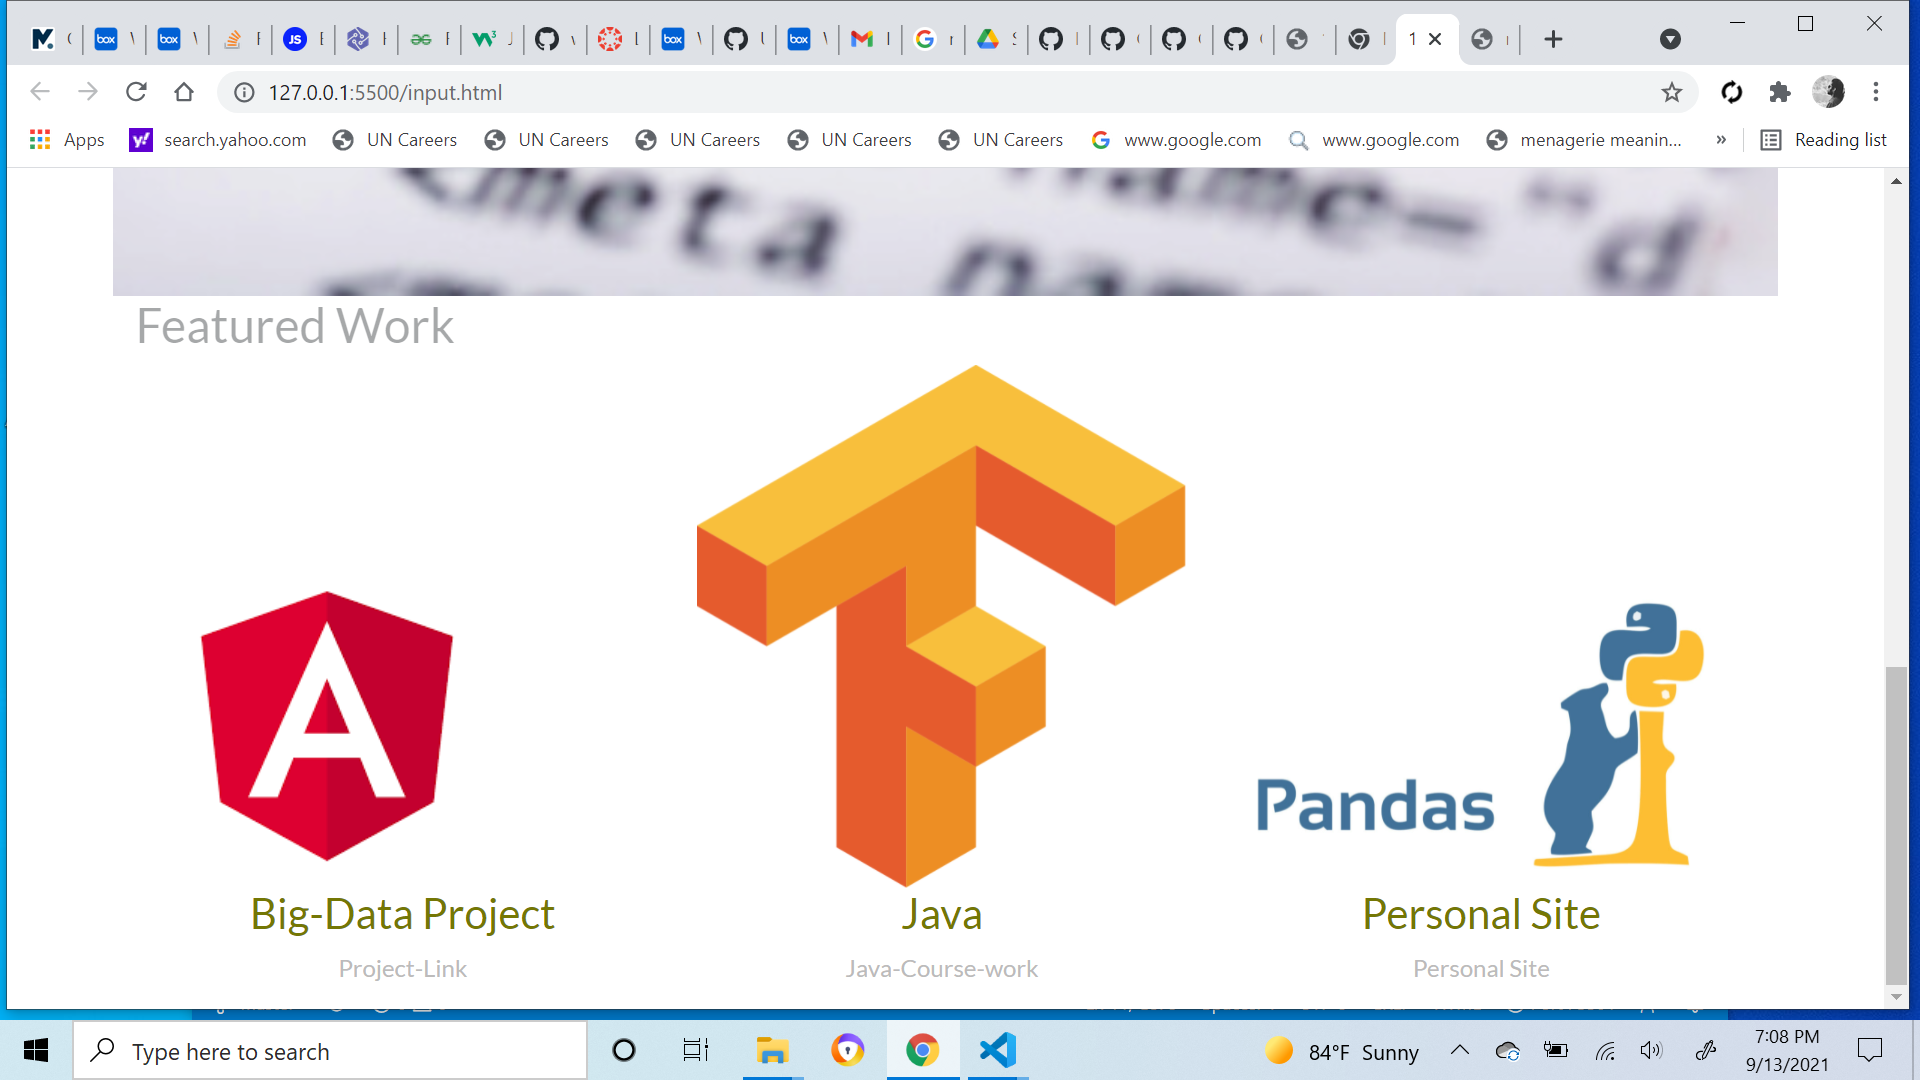 127.0.0.1:5500/input.html
Apps
search.yahoo.com
UN Careers
UN Careers
UN Careers
UN Careers
UN Careers
www.google.com
www.google.com
menagerie meanin...
»
Reading list
meta name="d
name
Featured Work
Pandas
Big-Data Project
Java
Personal Site
Project-Link
Java-Course-work
Personal Site
Type here to search
84°F Sunny
7:08 PM
9/13/2021